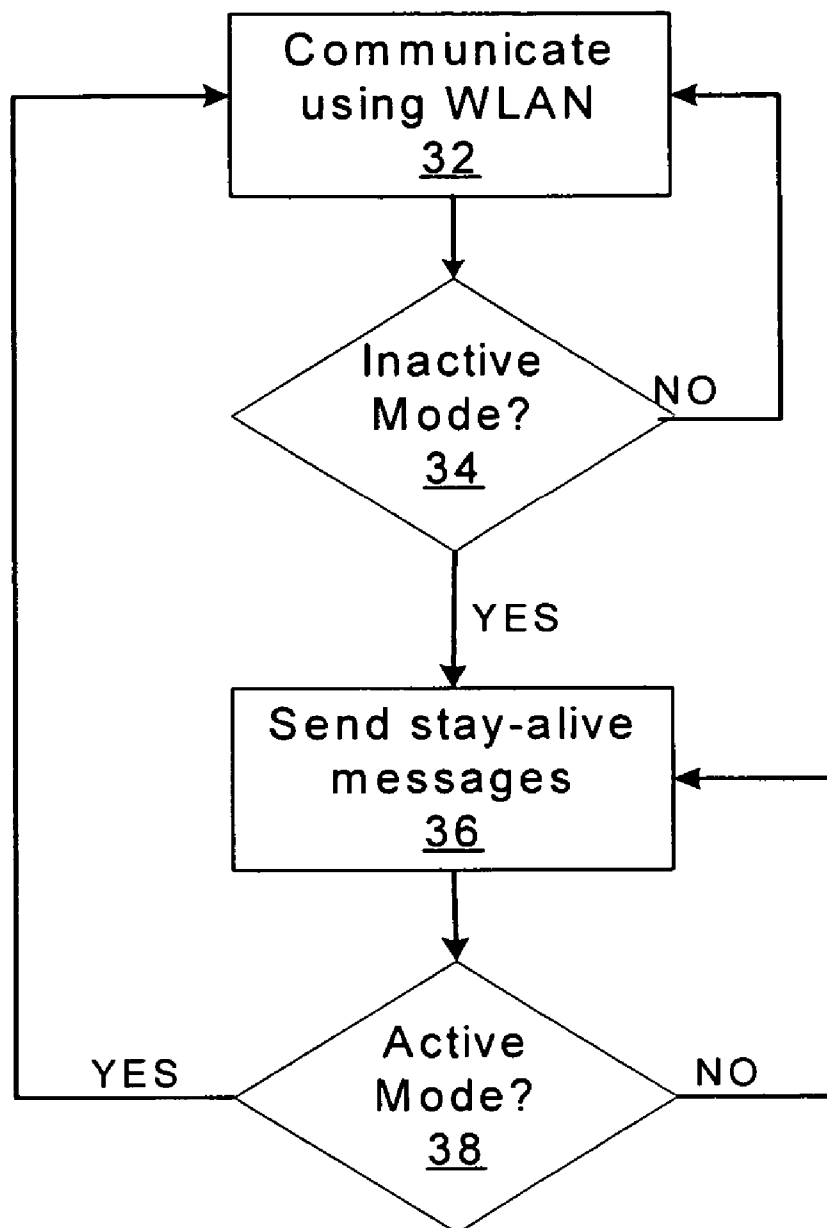 Communicate
using WLAN
32
Inactive
Mode?
34
NO
YES
Send stay-alive
messages
36
Active
Mode?
38
YES
NO